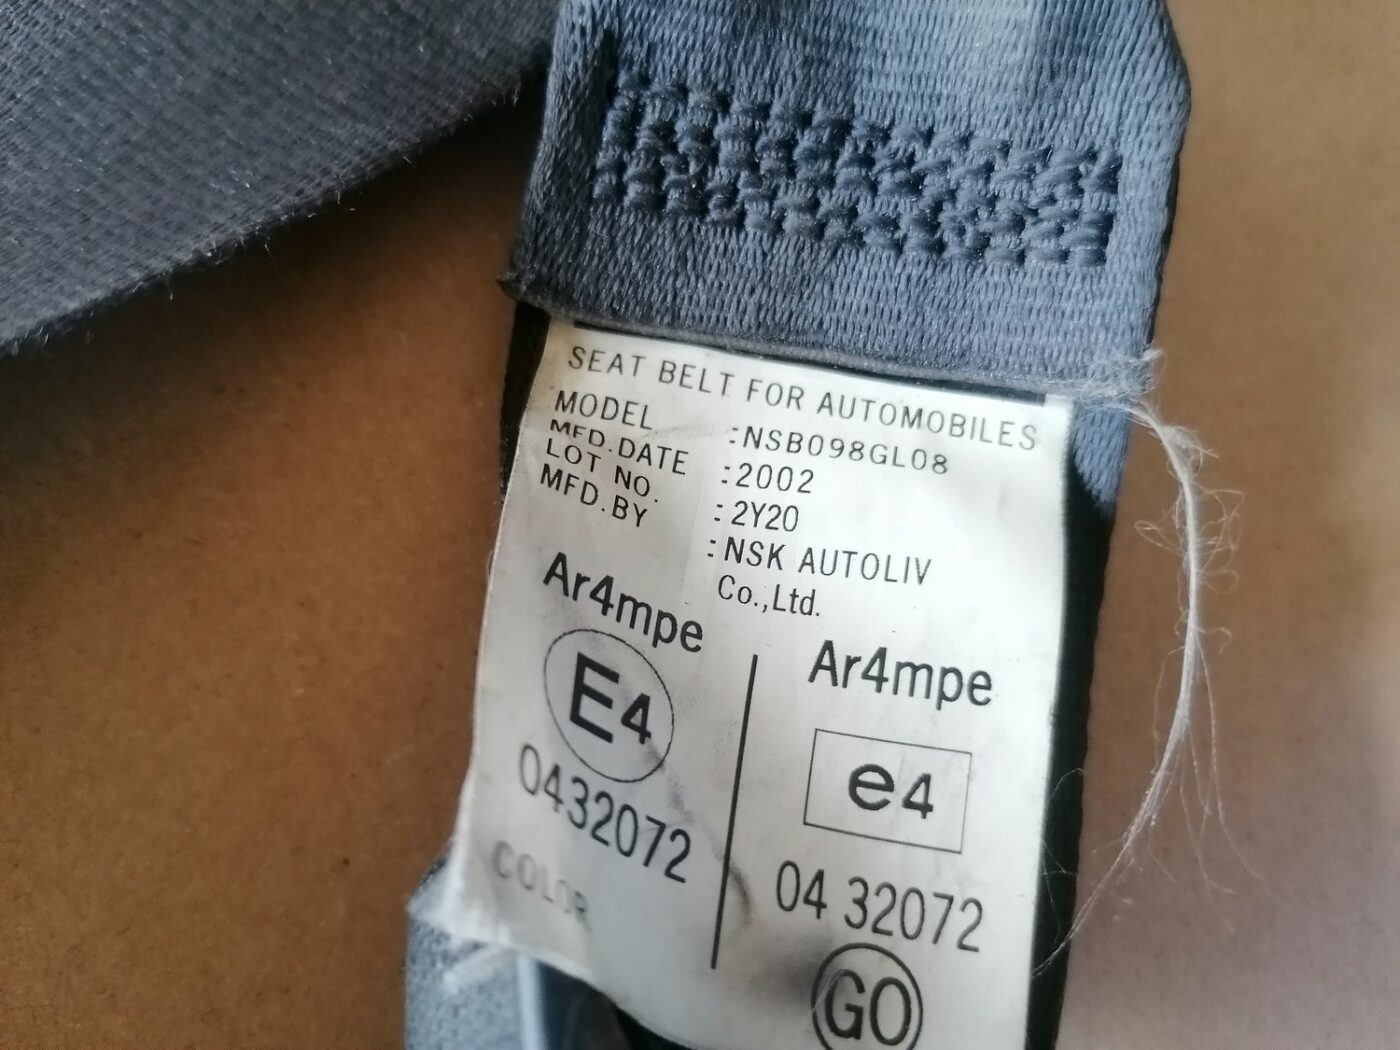 SEAT BELT FOR AUTOMOBILES
MODEL :NSB098GL08
MFD.DATE :2002
LOT NO. :2Y20
MFD.BY :NSK AUTOLIV
Co.,Ltd.
Ar4mpe
E4
0432072
COLOR
Ar4mpe
e4
04 32072
GO